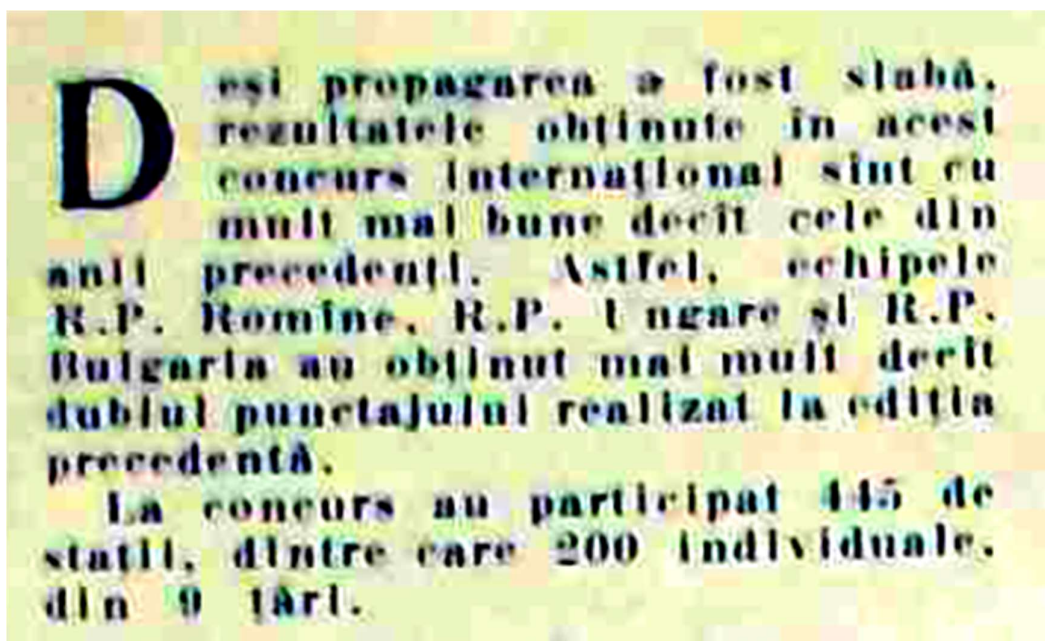 Deși propagarea a fost slabă,
rezultatele obținute în acest
concurs internațional sînt cu
mult mai bune decît cele din
anii precedenți. Astfel, echipele
R.P. Romîne, R.P. Ungare și R.P.
Bulgaria au obținut mai mult decît
dublul punctajului realizat la ediția
precedentă.
La concurs au participat 445 de
stații, dintre care 200 individuale,
din 9 țări.